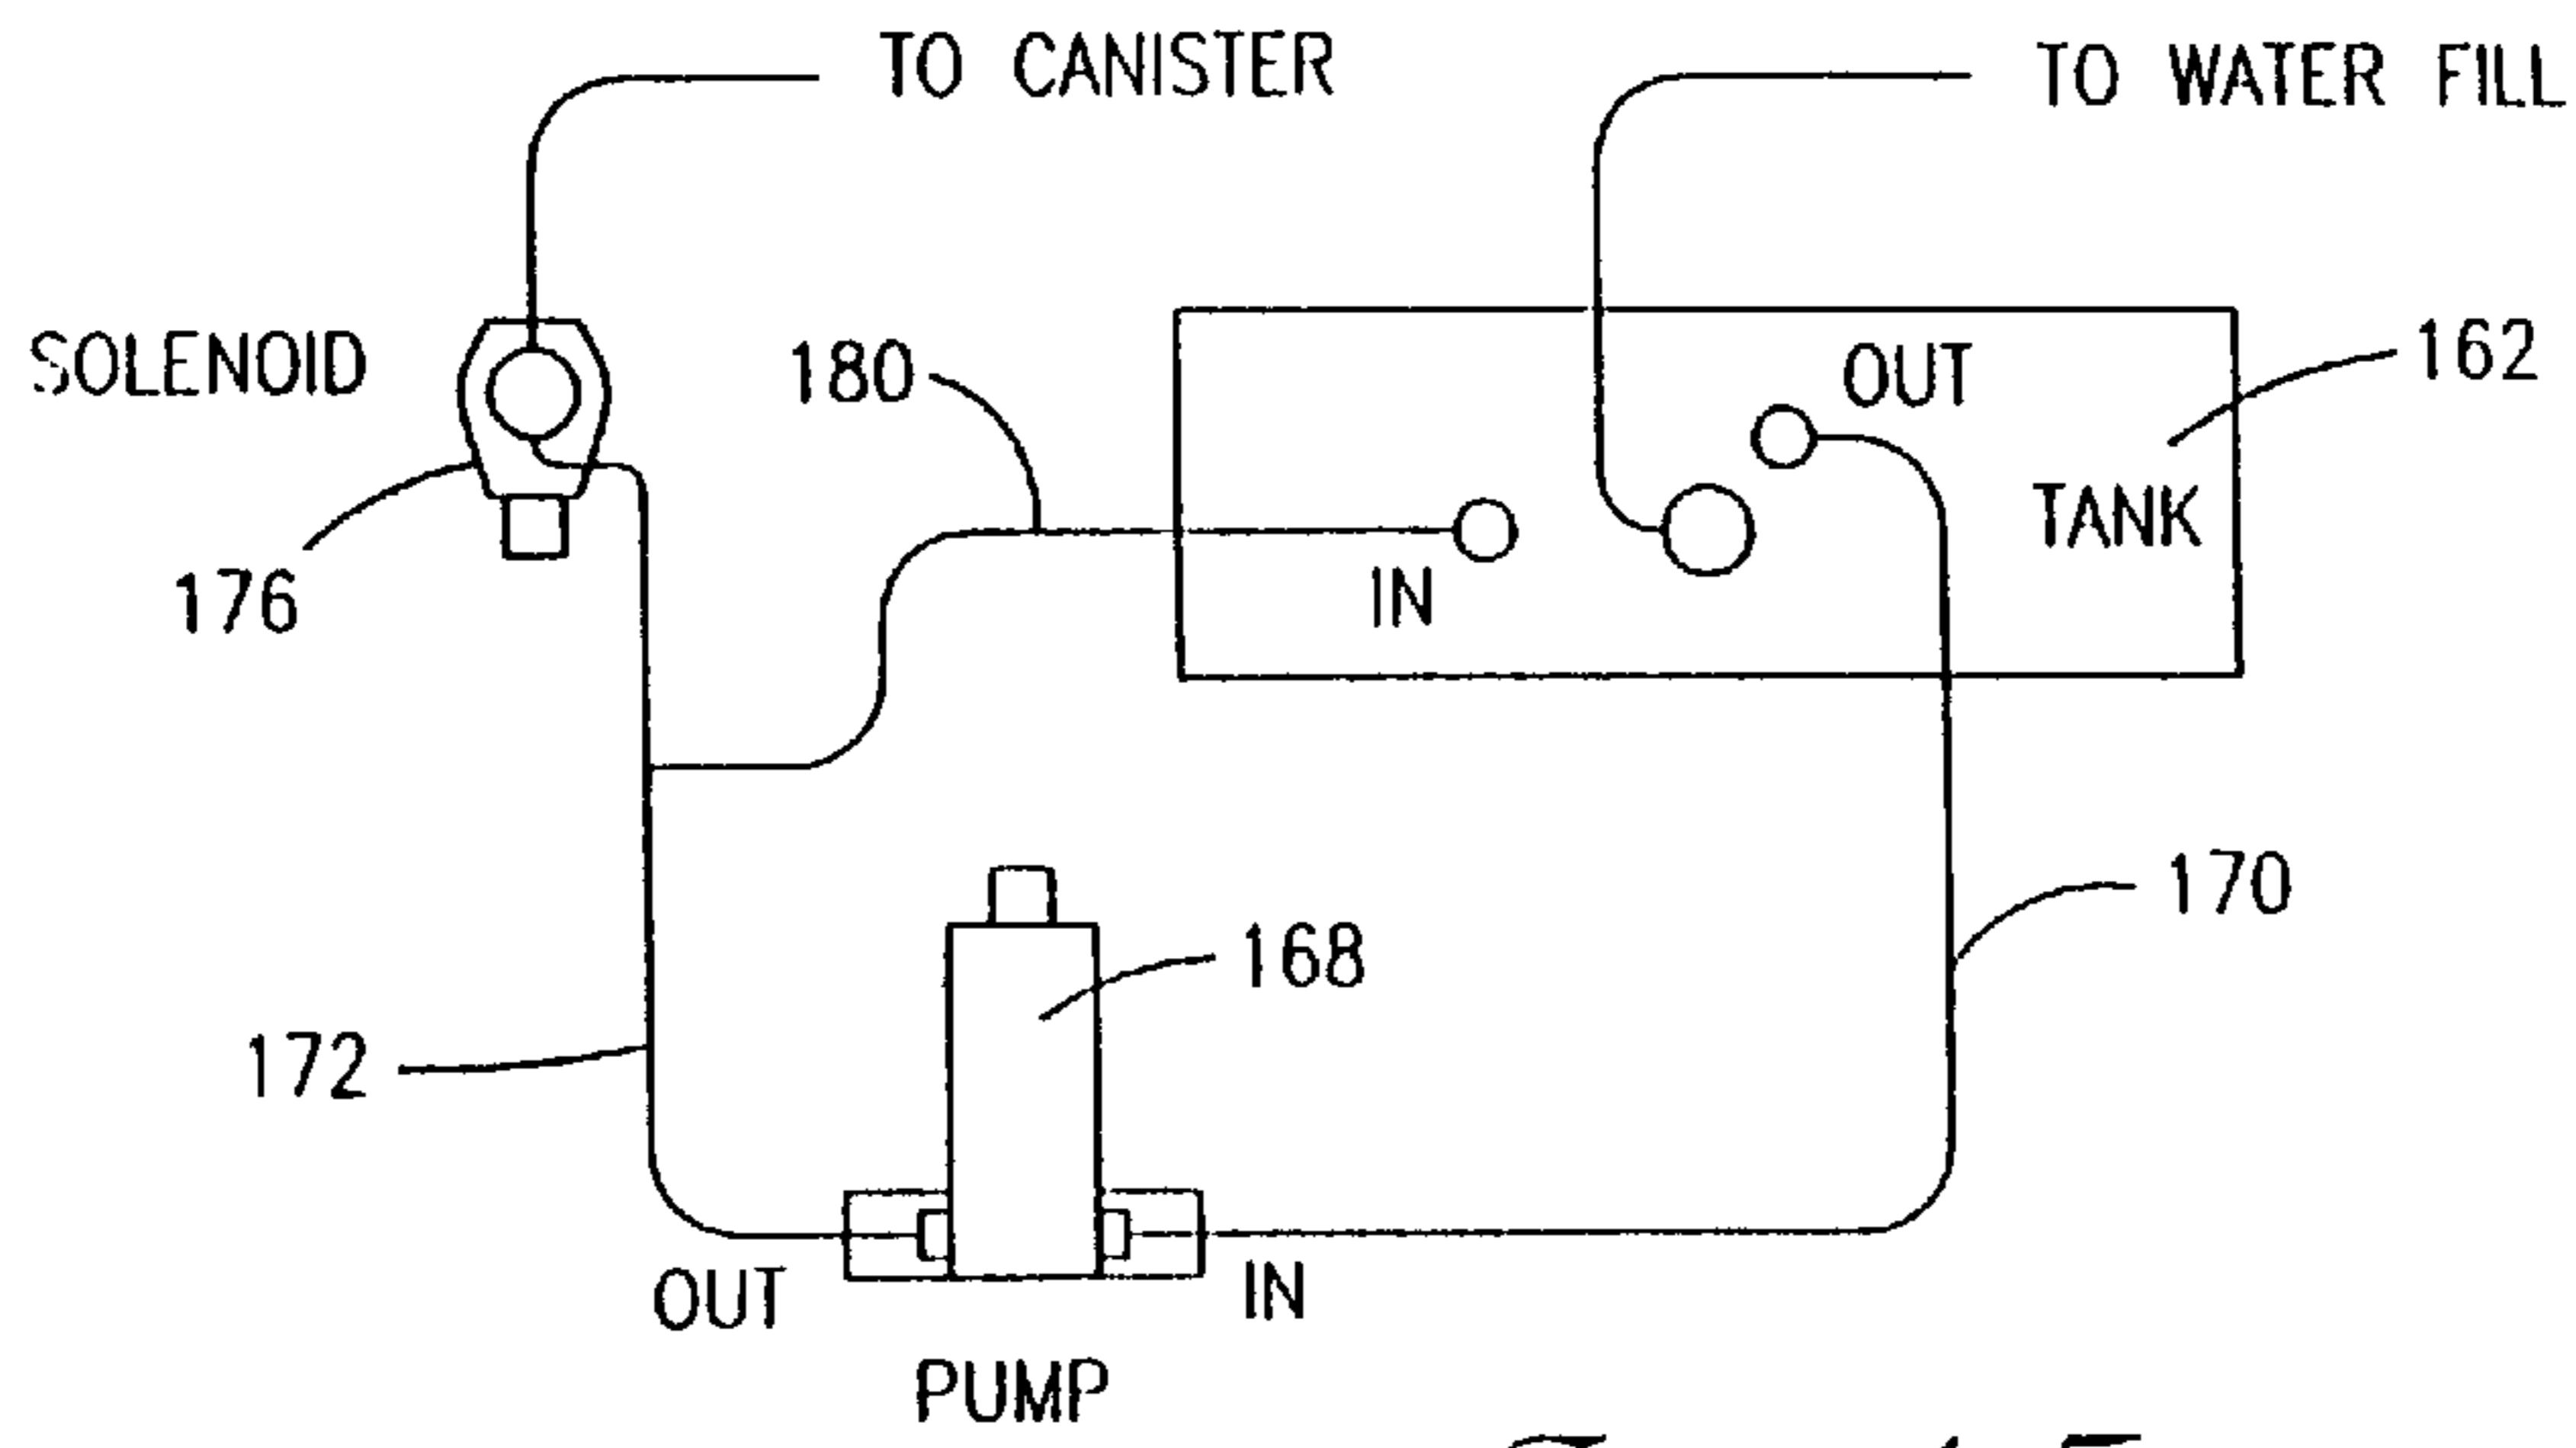 TO CANISTER
TO WATER FILL
SOLENOID
180
OUT
162
TANK
176
IN
170
168
172
OUT
IN
PUMP